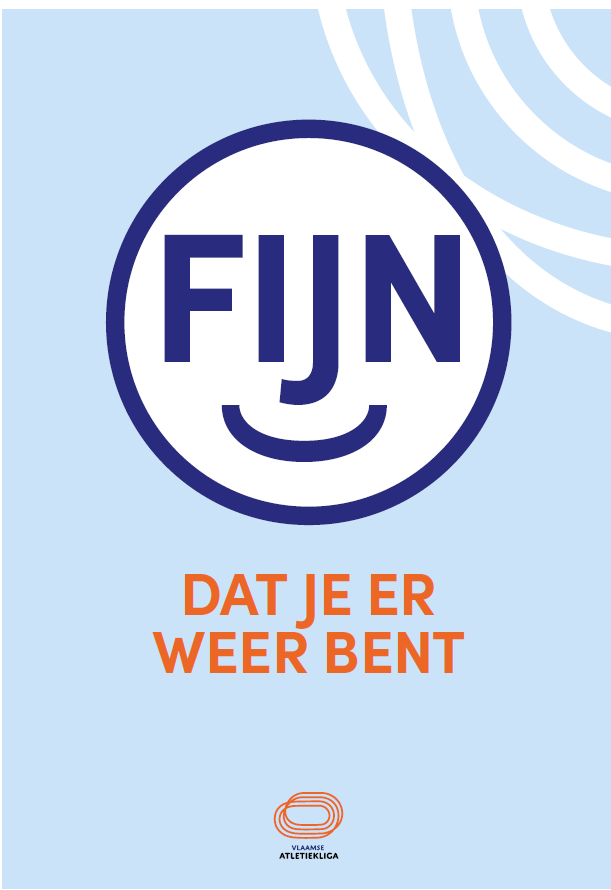 FIJN
DAT JE ER
WEER BENT
VLAAMSE
ATLETIEKLIGA